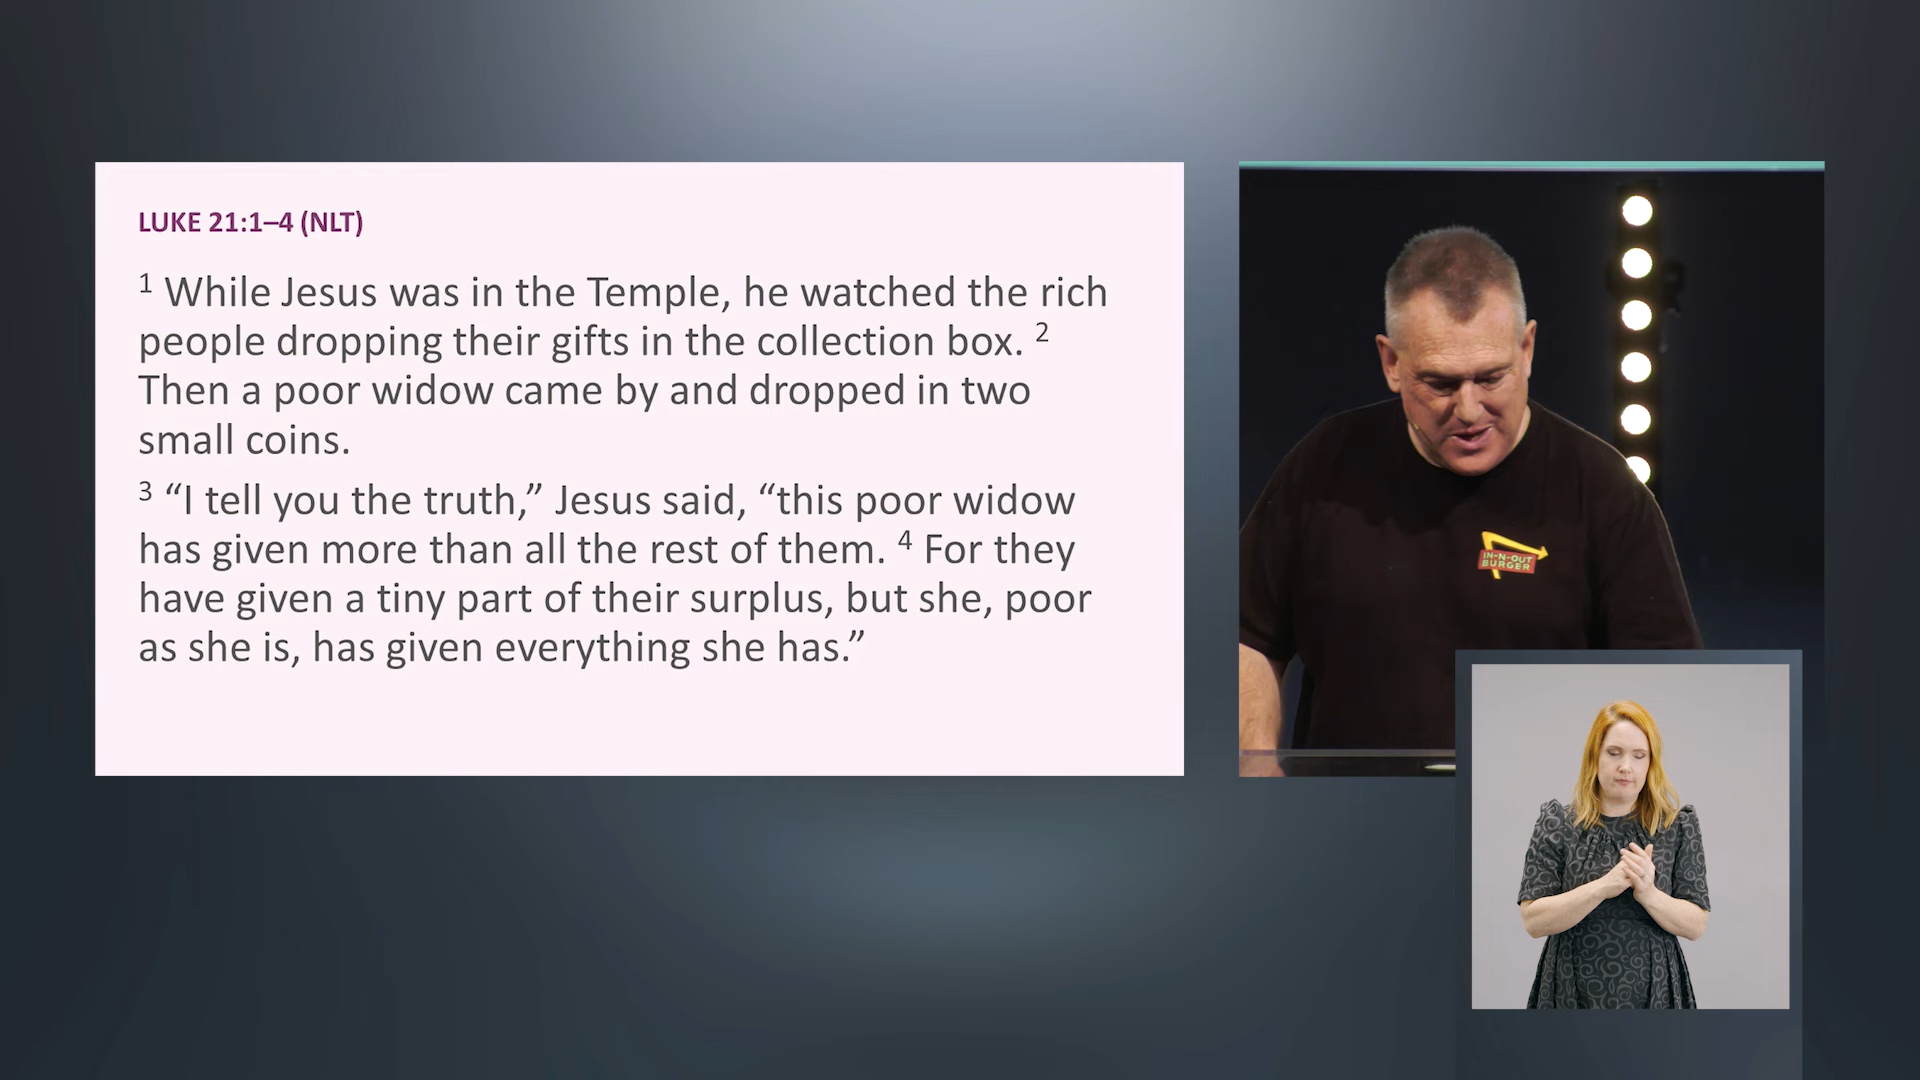 LUKE 21:1–4 (NLT)
1 While Jesus was in the Temple, he watched the rich
people dropping their gifts in the collection box. 2
Then a poor widow came by and dropped in two
small coins.
3 “I tell you the truth,” Jesus said, “this poor widow
has given more than all the rest of them. 4 For they
have given a tiny part of their surplus, but she, poor
as she is, has given everything she has.”
IN-N-OUT
BURGER